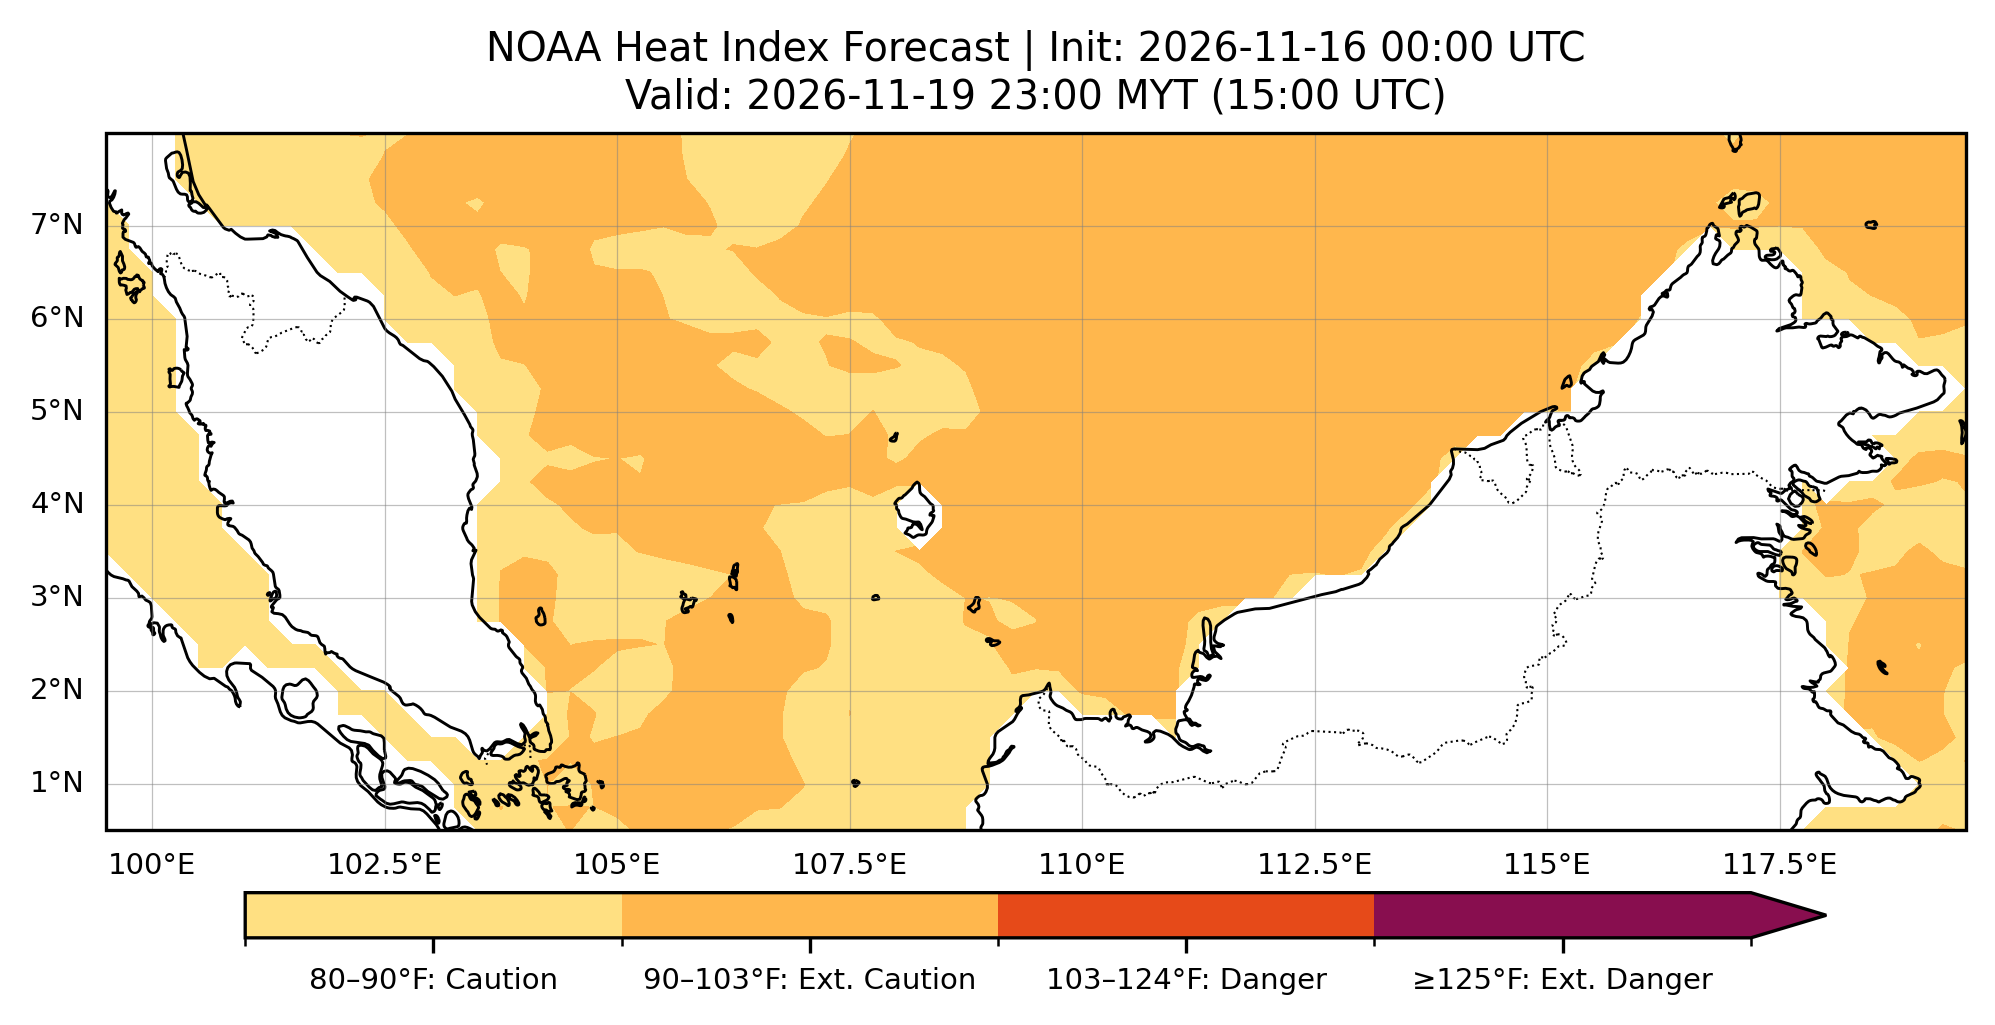 NOAA Heat Index Forecast | Init: 2026-11-16 00:00 UTC
Valid: 2026-11-19 23:00 MYT (15:00 UTC)
7°N
6°N
5°N
4°N
3°N
2°N
1°N
100°E 102.5°E 105°E 107.5°E 110°E 112.5°E 115°E 117.5°E
80–90°F: Caution 90–103°F: Ext. Caution 103–124°F: Danger ≥125°F: Ext. Danger